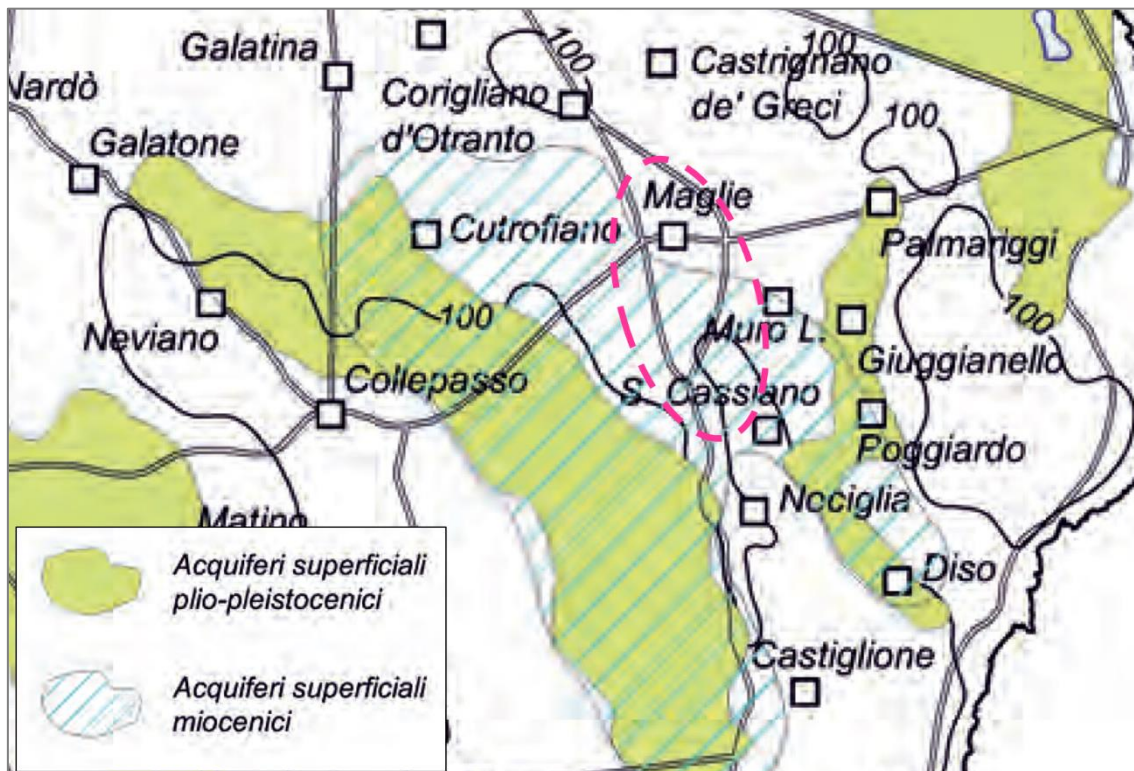 Galatina
100
Castrignano
de' Greci
100
Nardò
Corigliano
d'Otranto
100
Galatone
Maglie
Cutrofiano
Palmariggi
100
Neviano
100
Muro L.
Giuggianello
Collepasso
S. Cassiano
Poggiardo
Nociglia
Matino
Diso
Castiglione
Acquiferi superficiali
plio-pleistocenici
Acquiferi superficiali
miocenici